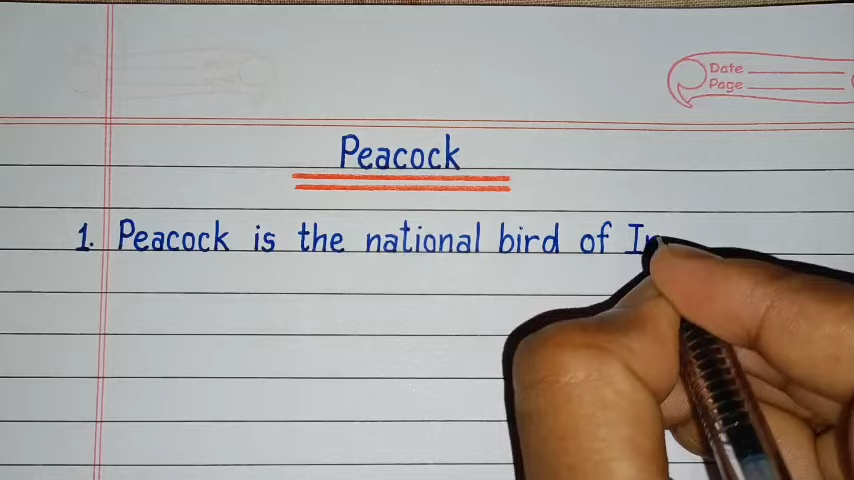 Date
Page
Peacock
1. Peacock is the national bird of